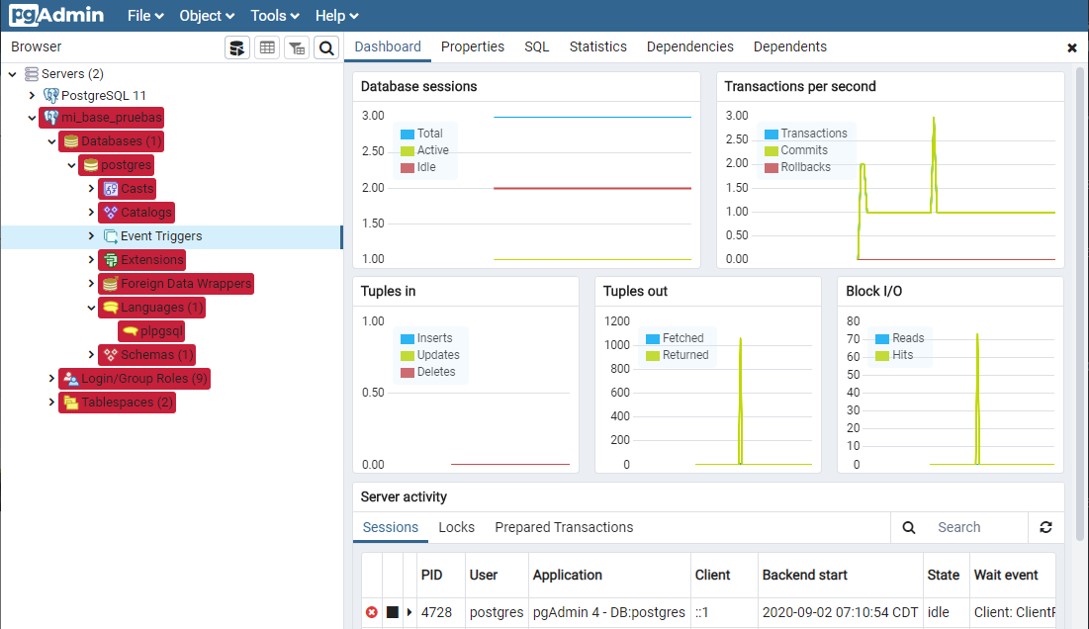 pgAdmin File Object Tools Help
Browser
Dashboard Properties SQL Statistics Dependencies Dependents
Servers (2)
PostgreSQL 11
mi_base_pruebas
Databases (1)
postgres
Casts
Catalogs
Event Triggers
Extensions
Foreign Data Wrappers
Languages (1)
plpgsql
Schemas (1)
Login/Group Roles (9)
Tablespaces (2)
Database sessions
3.00
2.50
2.00
1.50
1.00
Total
Active
Idle
Transactions per second
3.00
2.50
2.00
1.50
1.00
0.50
0.00
Transactions
Commits
Rollbacks
Tuples in
1.00
0.50
0.00
Inserts
Updates
Deletes
Tuples out
1200
1000
800
600
400
200
0
Fetched
Returned
Block I/O
80
70
60
50
40
30
20
10
0
Reads
Hits
Server activity
Sessions Locks Prepared Transactions Search
PID User Application Client Backend start State Wait event
4728 postgres pgAdmin 4 - DB:postgres ::1 2020-09-02 07:10:54 CDT idle Client: ClientF